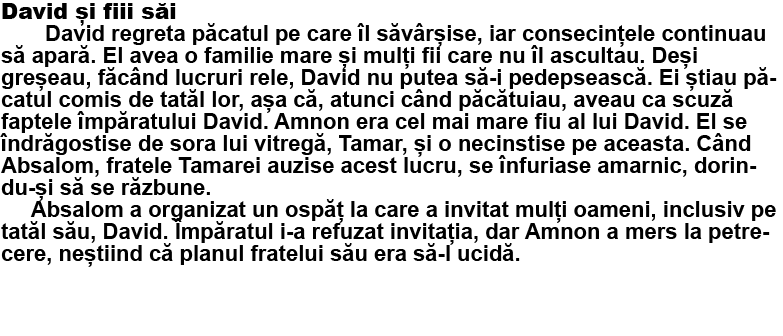 David și fiii săi
David regreta păcatul pe care îl săvârșise, iar consecințele continuau
să apară. El avea o familie mare și mulți fii care nu îl ascultau. Deși
greșeau, făcând lucruri rele, David nu putea să-i pedepsească. Ei știau pă-
catul comis de tatăl lor, așa că, atunci când păcătuiau, aveau ca scuză
faptele împăratului David. Amnon era cel mai mare fiu al lui David. El se
îndrăgostise de sora lui vitregă, Tamar, și o necinstise pe aceasta. Când
Absalom, fratele Tamarei auzise acest lucru, se înfuriase amarnic, dorin-
du-și să se răzbune.
Absalom a organizat un ospăț la care a invitat mulți oameni, inclusiv pe
tatăl său, David. Împăratul i-a refuzat invitația, dar Amnon a mers la petre-
cere, neștiind că planul fratelui său era să-l ucidă.